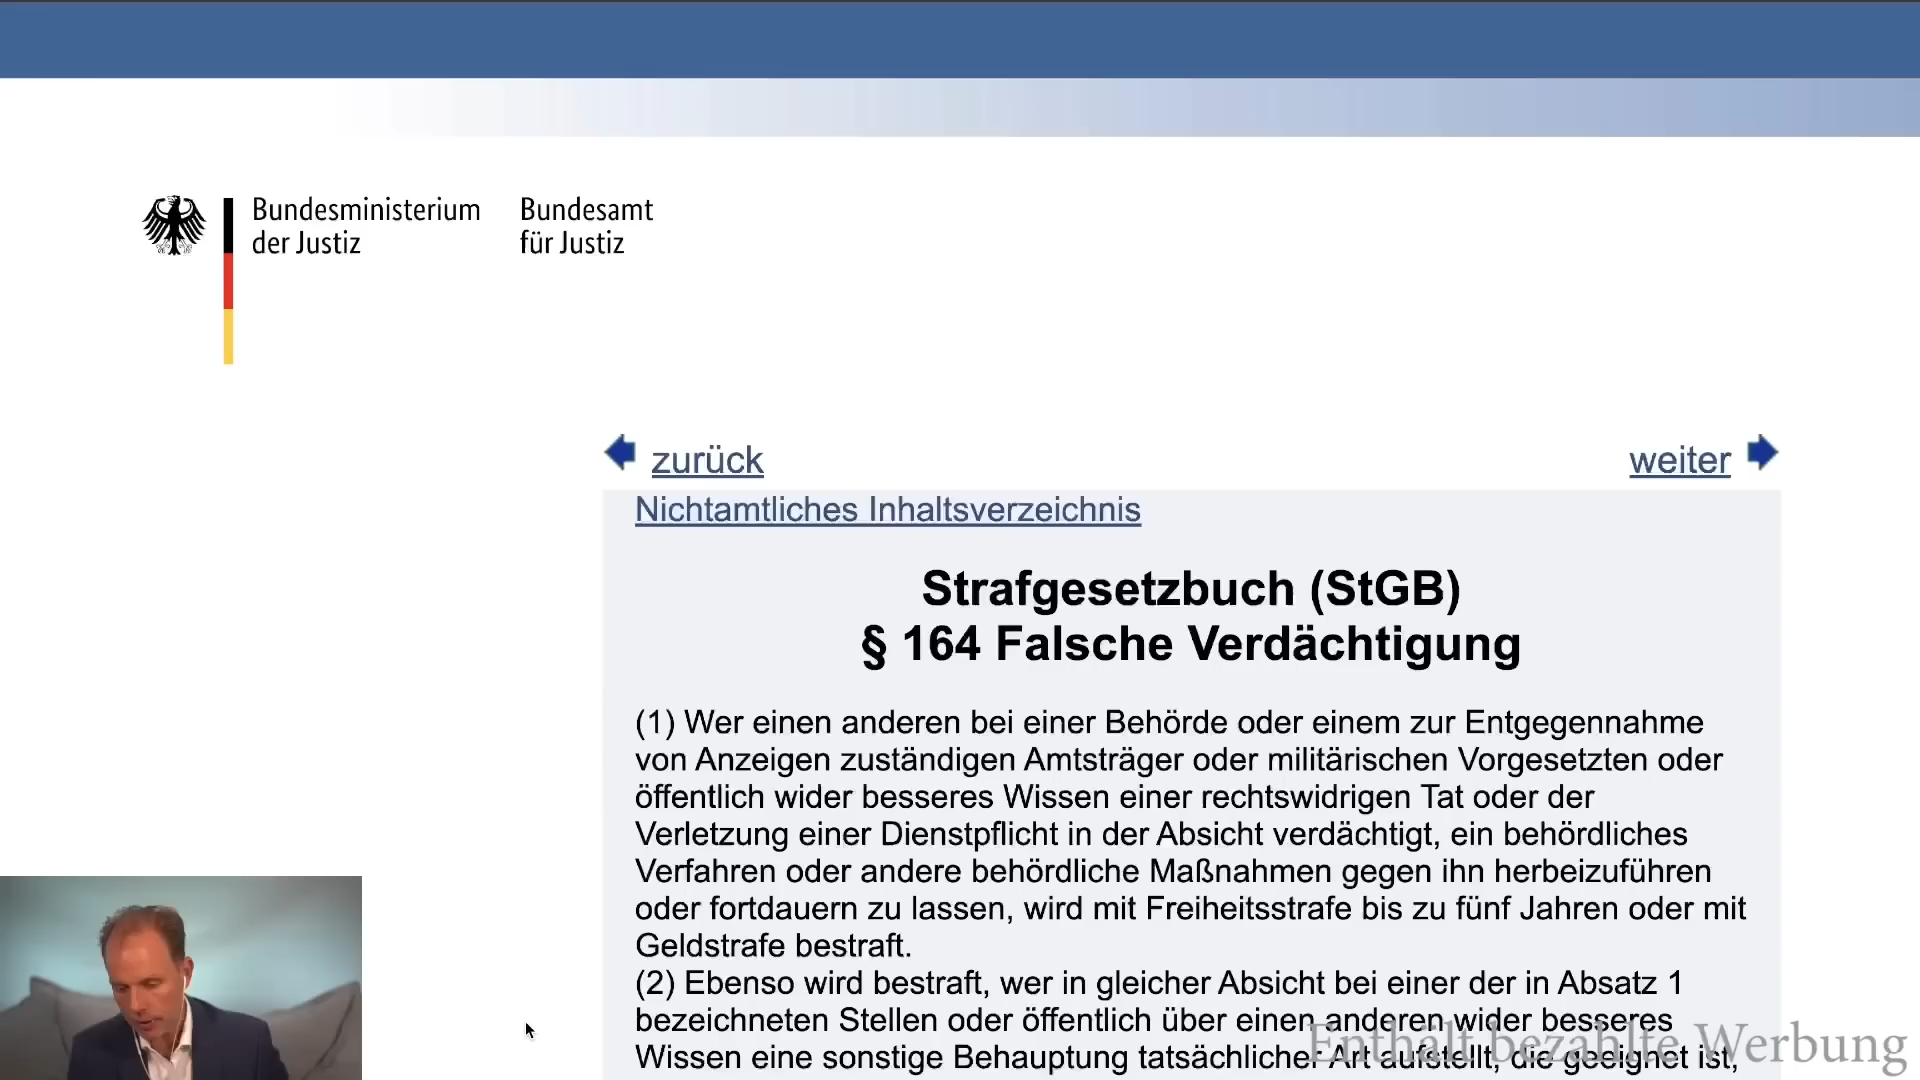 Bundesministerium
der Justiz
Bundesamt
für Justiz
zurück
weiter
Nichtamtliches Inhaltsverzeichnis
Strafgesetzbuch (StGB)
§ 164 Falsche Verdächtigung
(1) Wer einen anderen bei einer Behörde oder einem zur Entgegennahme
von Anzeigen zuständigen Amtsträger oder militärischen Vorgesetzten oder
öffentlich wider besseres Wissen einer rechtswidrigen Tat oder der
Verletzung einer Dienstpflicht in der Absicht verdächtigt, ein behördliches
Verfahren oder andere behördliche Maßnahmen gegen ihn herbeizuführen
oder fortdauern zu lassen, wird mit Freiheitsstrafe bis zu fünf Jahren oder mit
Geldstrafe bestraft.
(2) Ebenso wird bestraft, wer in gleicher Absicht bei einer der in Absatz 1
bezeichneten Stellen oder öffentlich über einen anderen wider besseres
Wissen eine sonstige Behauptung tatsächlicher Art aufstellt, die geeignet ist,
Enthält bezahlte Werbung